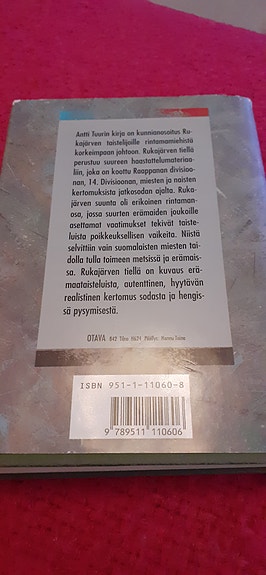 Antti Tuurin kirja on kunnianosoitus Ru-
kajärven taistelijoille rintamamiehistä
korkeimpaan johtoon. Rukajärven tiellä
perustuu suureen haastattelumateriaa-
liin, joka on koottu Raappanan divisioo-
nan, 14. Divisioonan, miesten ja naisten
kertomuksista jatkosodan ajalta. Ruka-
järven suunta oli erikoinen rintaman-
osa, jossa suurten erämaiden joukoille
asettamat vaatimukset tekivät taiste-
luista poikkeuksellisen vaikeita. Niistä
selvittiin vain suomalaisten miesten tai-
dolla tulla toimeen metsissä ja erämais-
sa. Rukajärven tiellä on kuvaus erä-
maataisteluista, autenttinen, hyytävän
realistinen kertomus sodasta ja hengis-
sä pysymisestä.
OTAVA 842
ISBN 951-1-11060-8
9 789511 110606